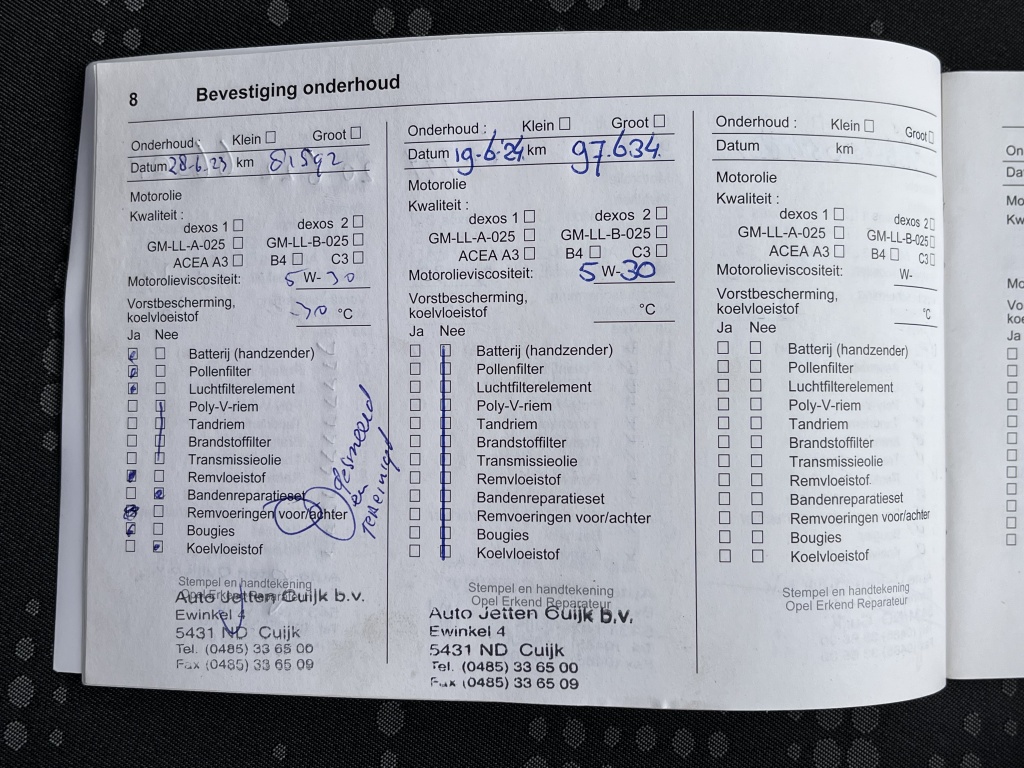 8 Bevestiging onderhoud
Onderhoud : Klein Groot
Datum 28-6-23 km 81592
Motorolie
Kwaliteit :
dexos 1 dexos 2
GM-LL-A-025 GM-LL-B-025
ACEA A3 B4 C3
Motorolieviscositeit: 5 W-30
Vorstbescherming,
koelvloeistof -30 °C
Ja Nee
Batterij (handzender)
Pollenfilter
Luchtfilterelement
Poly-V-riem
Tandriem
Brandstoffilter
Transmissieolie
Remvloeistof
Bandenreparatieset
Remvoeringen voor/achter
Bougies
Koelvloeistof
gesmeerd
en
gereinigd
Stempel en handtekening
Opel Erkend Reparateur
Auto Jetten Cuijk b.v.
Ewinkel 4
5431 ND Cuijk
Tel. (0485) 33 65 00
Fax (0485) 33 65 09
Onderhoud : Klein Groot
Datum 19-6-24 km 97.634
Motorolie
Kwaliteit :
dexos 1 dexos 2
GM-LL-A-025 GM-LL-B-025
ACEA A3 B4 C3
Motorolieviscositeit: 5 W-30
Vorstbescherming,
koelvloeistof °C
Ja Nee
Batterij (handzender)
Pollenfilter
Luchtfilterelement
Poly-V-riem
Tandriem
Brandstoffilter
Transmissieolie
Remvloeistof
Bandenreparatieset
Remvoeringen voor/achter
Bougies
Koelvloeistof
Stempel en handtekening
Opel Erkend Reparateur
Auto Jetten Cuijk b.v.
Ewinkel 4
5431 ND Cuijk
Tel. (0485) 33 65 00
Fax (0485) 33 65 09
Onderhoud : Klein Groot
Datum km
Motorolie
Kwaliteit :
dexos 1 dexos 2
GM-LL-A-025 GM-LL-B-025
ACEA A3 B4 C3
Motorolieviscositeit: W-
Vorstbescherming,
koelvloeistof °C
Ja Nee
Batterij (handzender)
Pollenfilter
Luchtfilterelement
Poly-V-riem
Tandriem
Brandstoffilter
Transmissieolie
Remvloeistof
Bandenreparatieset
Remvoeringen voor/achter
Bougies
Koelvloeistof
Stempel en handtekening
Opel Erkend Reparateur
Ja